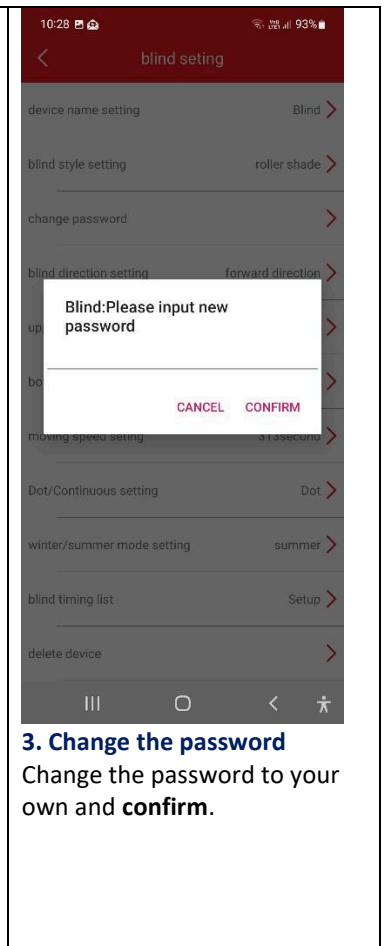 10:28 93%
blind seting
device name setting Blind
blind style setting roller shade
change password
blind direction setting forward direction
Blind:Please input new
password
up
bo
CANCEL CONFIRM
moving speed seting 313second
Dot/Continuous setting Dot
winter/summer mode setting summer
blind timing list Setup
delete device
3. Change the password
Change the password to your
own and confirm.